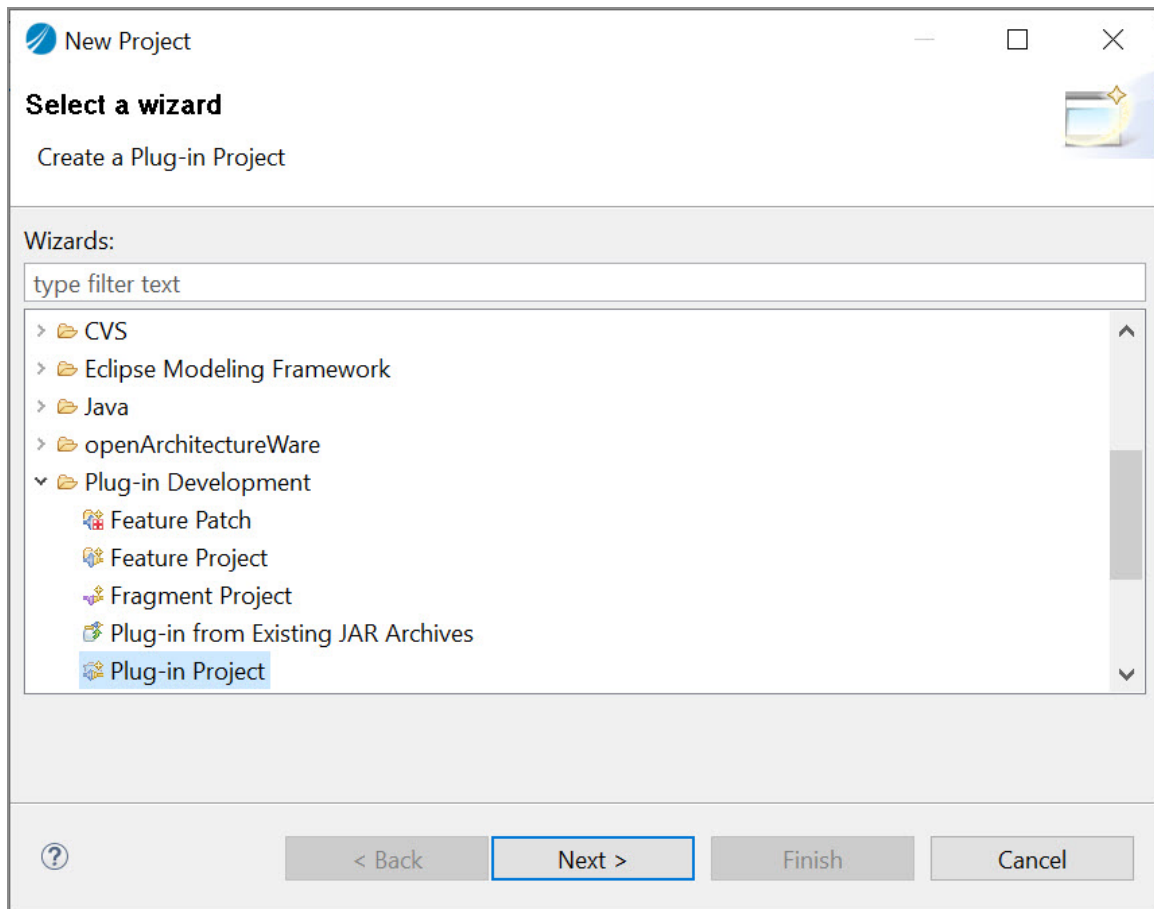 New Project
Select a wizard
Create a Plug-in Project
Wizards:
type filter text
CVS
Eclipse Modeling Framework
Java
openArchitectureWare
Plug-in Development
Feature Patch
Feature Project
Fragment Project
Plug-in from Existing JAR Archives
Plug-in Project
? < Back Next > Finish Cancel